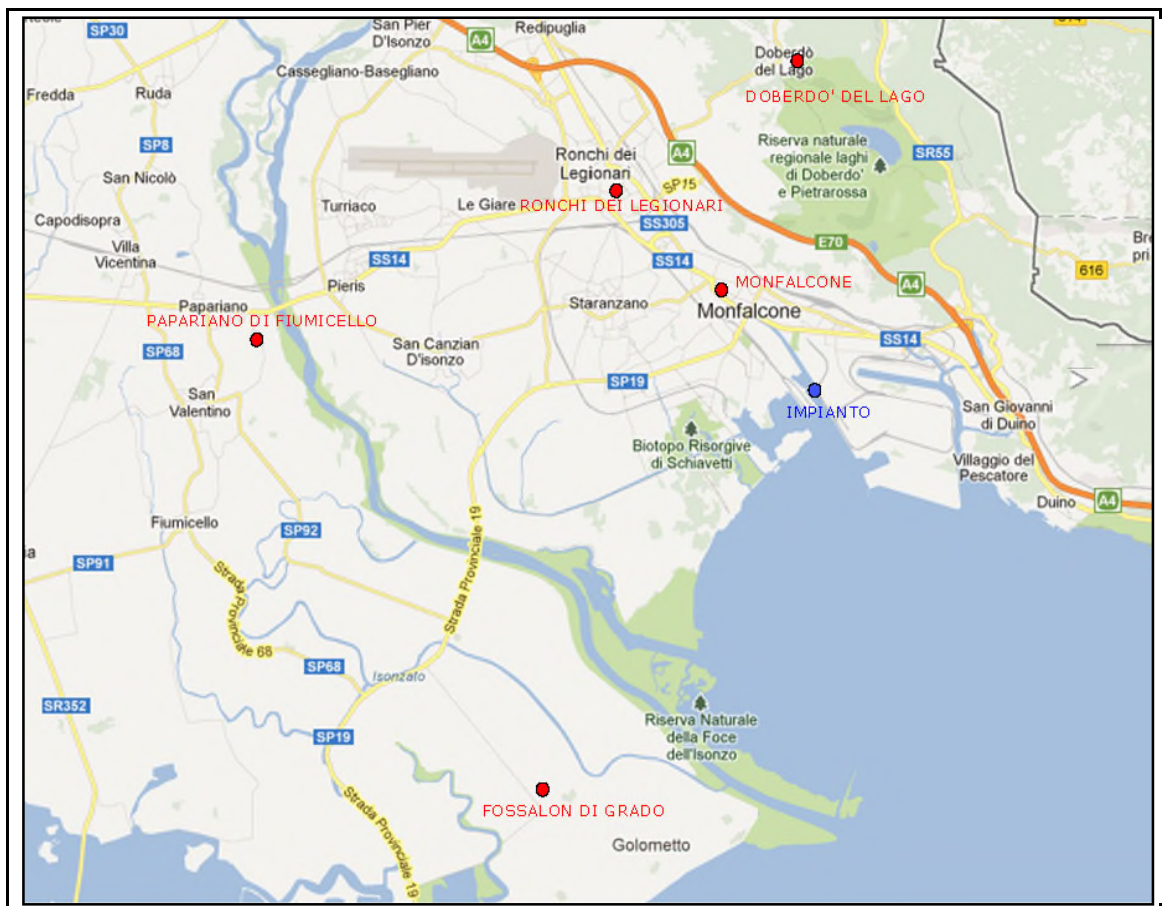 SP30
San Pier
D'Isonzo
A4
Redipuglia
Doberdò
del Lago
DOBERDO' DEL LAGO
Cassegliano-Basegliano
Fredda
Ruda
SP8
San Nicolò
Capodisopra
Villa
Vicentina
Turriaco
Le Giare
Ronchi dei
Legionari
RONCHI DEI LEGIONARI
SP15
A4
SS305
SS14
SS14
Riserva naturale
regionale laghi
di Doberdo'
e Pietrarossa
SR55
E70
A4
616
Bre
pri
Pieris
Papariano
PAPARIANO DI FIUMICELLO
SP68
San
Valentino
San Canzian
D'isonzo
Staranzano
MONFALCONE
Monfalcone
SS14
SP19
IMPIANTO
San Giovanni
di Duino
Villaggio del
Pescatore
Duino
A4
Biotopo Risorgive
di Schiavetti
Fiumicello
SP92
SP91
a
Strada Provinciale 19
Strada
Provinciale 68
SP68
Isonzato
SR352
SP19
Riserva Naturale
della Foce
dell'Isonzo
Strada Provinciale 19
FOSSALON DI GRADO
Golometto